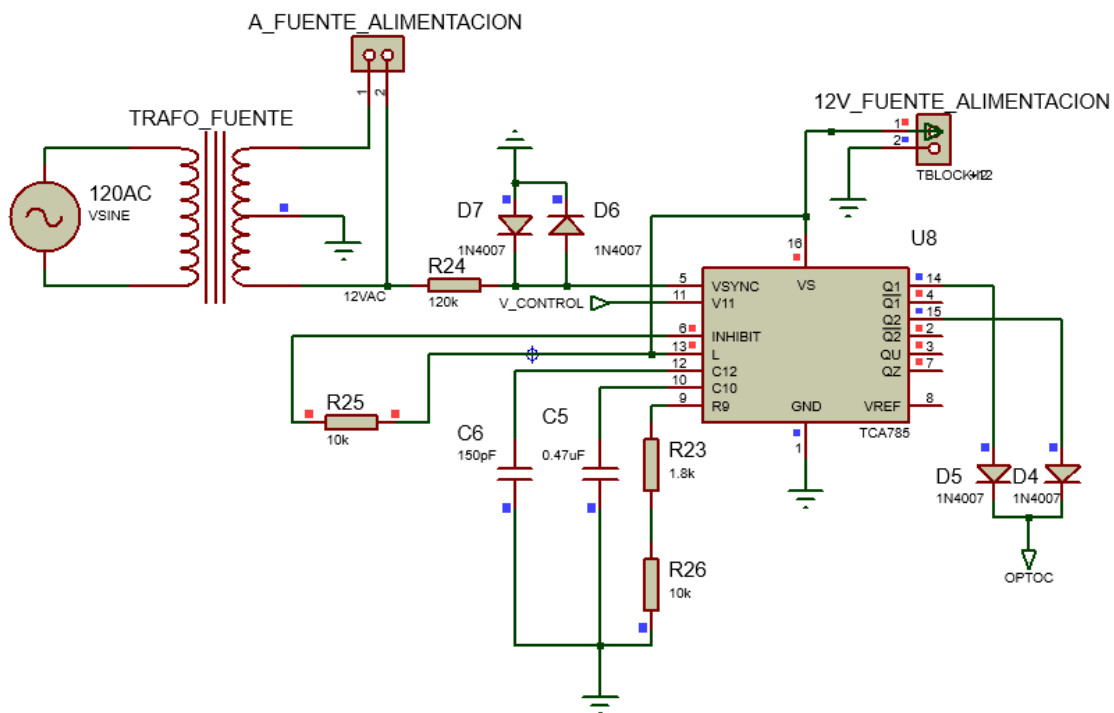 A_FUENTE_ALIMENTACION
1
2
TRAFO_FUENTE
120AC
VSINE
12VAC
R24
120k
D7
1N4007
D6
1N4007
V_CONTROL
12V_FUENTE_ALIMENTACION
1
2
U8
16
VS
5
VSYNC
11
V11
6
INHIBIT
13
L
12
C12
10
C10
9
R9
GND
1
Q1
14
Q1
4
Q2
15
Q2
2
QU
3
QZ
7
VREF
8
TCA785
R25
10k
C6
150pF
C5
0.47uF
R23
1.8k
R26
10k
D5
1N4007
D4
1N4007
OPTOC